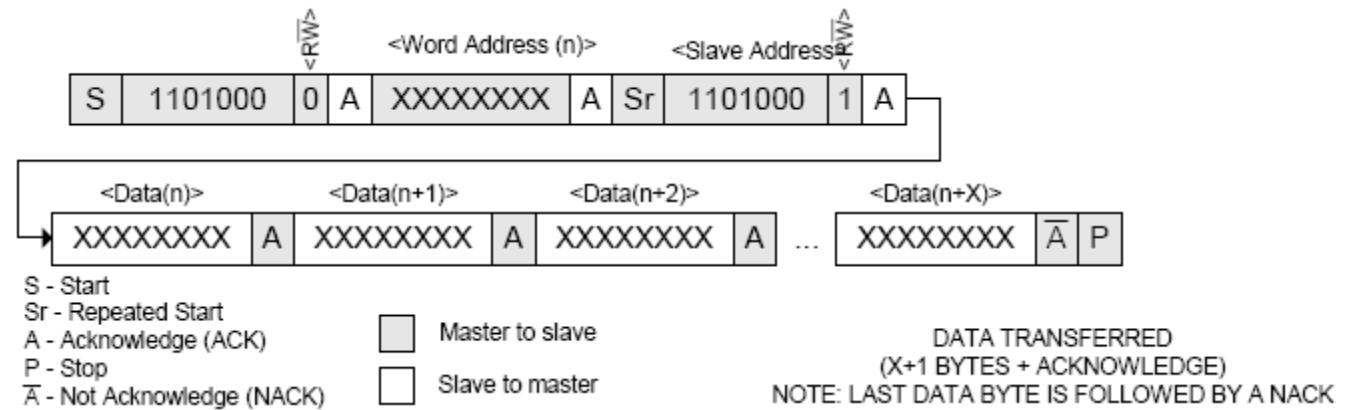 <RW̅> <Word Address (n)> <Slave Address> <RW̅>
S 1101000 0 A XXXXXXXX A Sr 1101000 1 A
<Data(n)> <Data(n+1)> <Data(n+2)> <Data(n+X)>
XXXXXXXX A XXXXXXXX A XXXXXXXX A ... XXXXXXXX A̅ P
S - Start
Sr - Repeated Start
A - Acknowledge (ACK)
P - Stop
A̅ - Not Acknowledge (NACK)
Master to slave
Slave to master
DATA TRANSFERRED
(X+1 BYTES + ACKNOWLEDGE)
NOTE: LAST DATA BYTE IS FOLLOWED BY A NACK